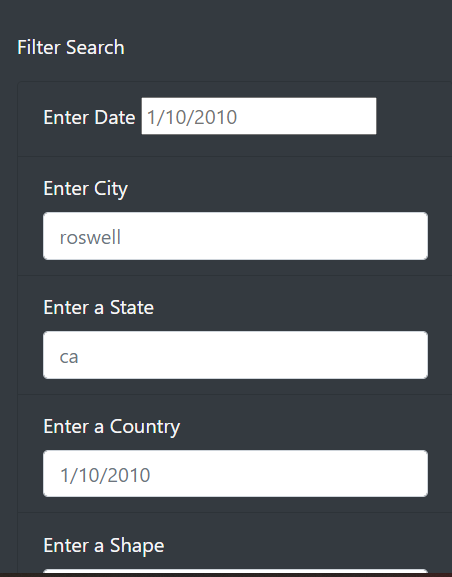 Filter Search
Enter Date 1/10/2010
Enter City
roswell
Enter a State
ca
Enter a Country
1/10/2010
Enter a Shape